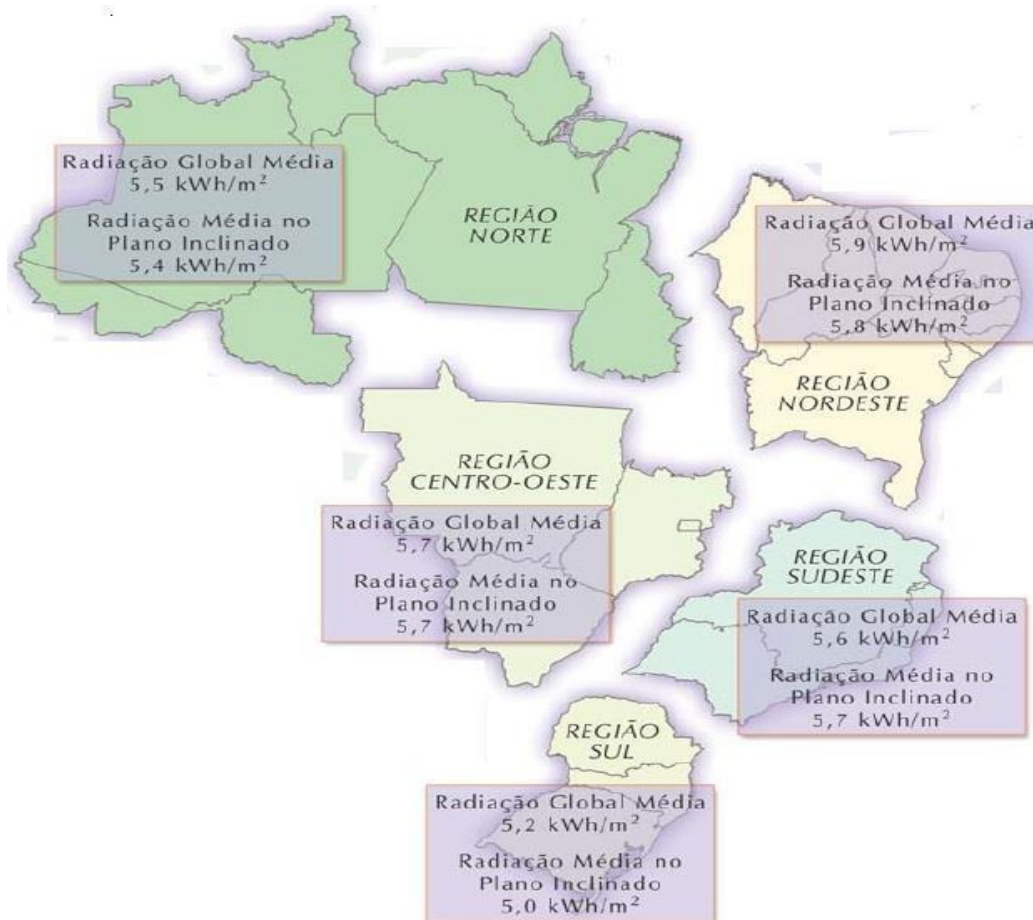 Radiação Global Média
5,5 kWh/m²
Radiação Média no
Plano Inclinado
5,4 kWh/m²
REGIÃO
NORTE
Radiação Global Média
5,9 kWh/m²
Radiação Média no
Plano Inclinado
5,8 kWh/m²
REGIÃO
NORDESTE
REGIÃO
CENTRO-OESTE
Radiação Global Média
5,7 kWh/m²
Radiação Média no
Plano Inclinado
5,7 kWh/m²
REGIÃO
SUDESTE
Radiação Global Média
5,6 kWh/m²
Radiação Média no
Plano Inclinado
5,7 kWh/m²
REGIÃO
SUL
Radiação Global Média
5,2 kWh/m²
Radiação Média no
Plano Inclinado
5,0 kWh/m²